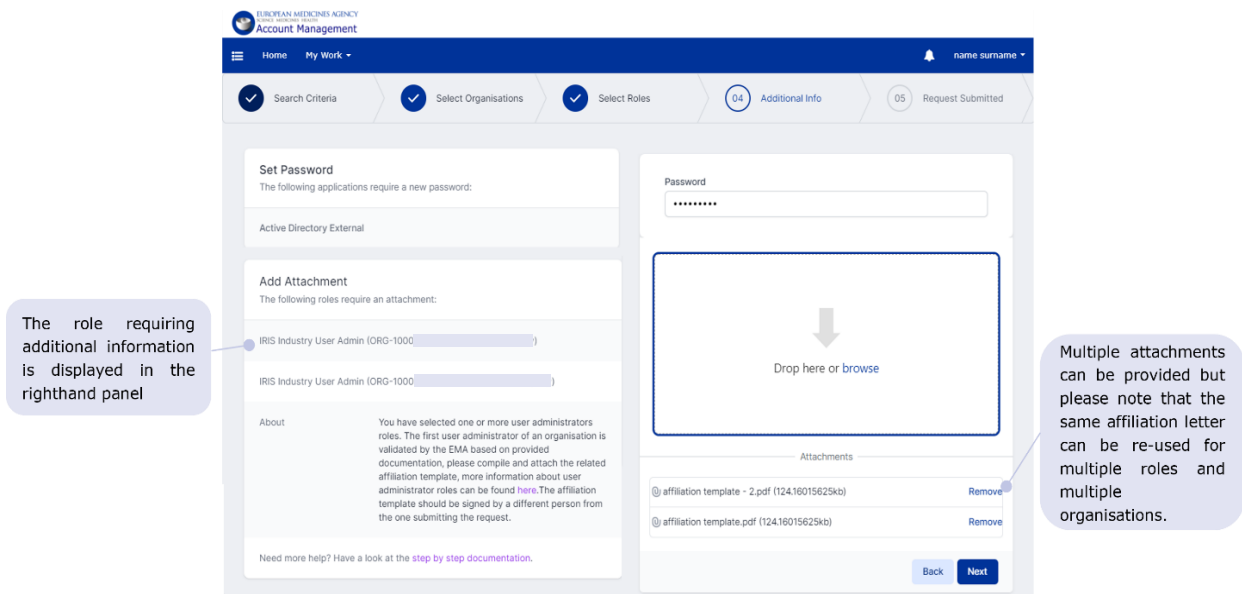 EUROPEAN MEDICINES AGENCY
SCIENCE MEDICINES HEALTH
Account Management
Home My Work
name surname
Search Criteria
Select Organisations
Select Roles
04 Additional Info
05 Request Submitted
Set Password
The following applications require a new password:
Active Directory External
Password
•••••••••
Add Attachment
The following roles require an attachment:
IRIS Industry User Admin (ORG-1000 )
IRIS Industry User Admin (ORG-1000 )
About
You have selected one or more user administrators
roles. The first user administrator of an organisation is
validated by the EMA based on provided
documentation, please compile and attach the related
affiliation template, more information about user
administrator roles can be found here.The affiliation
template should be signed by a different person from
the one submitting the request.
Need more help? Have a look at the step by step documentation.
Drop here or browse
Attachments
affiliation template - 2.pdf (124.16015625kb) Remove
affiliation template.pdf (124.16015625kb) Remove
Back Next
The role requiring
additional information
is displayed in the
righthand panel
Multiple attachments
can be provided but
please note that the
same affiliation letter
can be re-used for
multiple roles and
multiple
organisations.